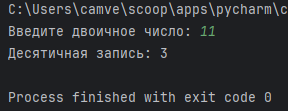 C:\Users\camve\scoop\apps\pycharm\c
Введите двоичное число: 11
Десятичная запись: 3
Process finished with exit code 0